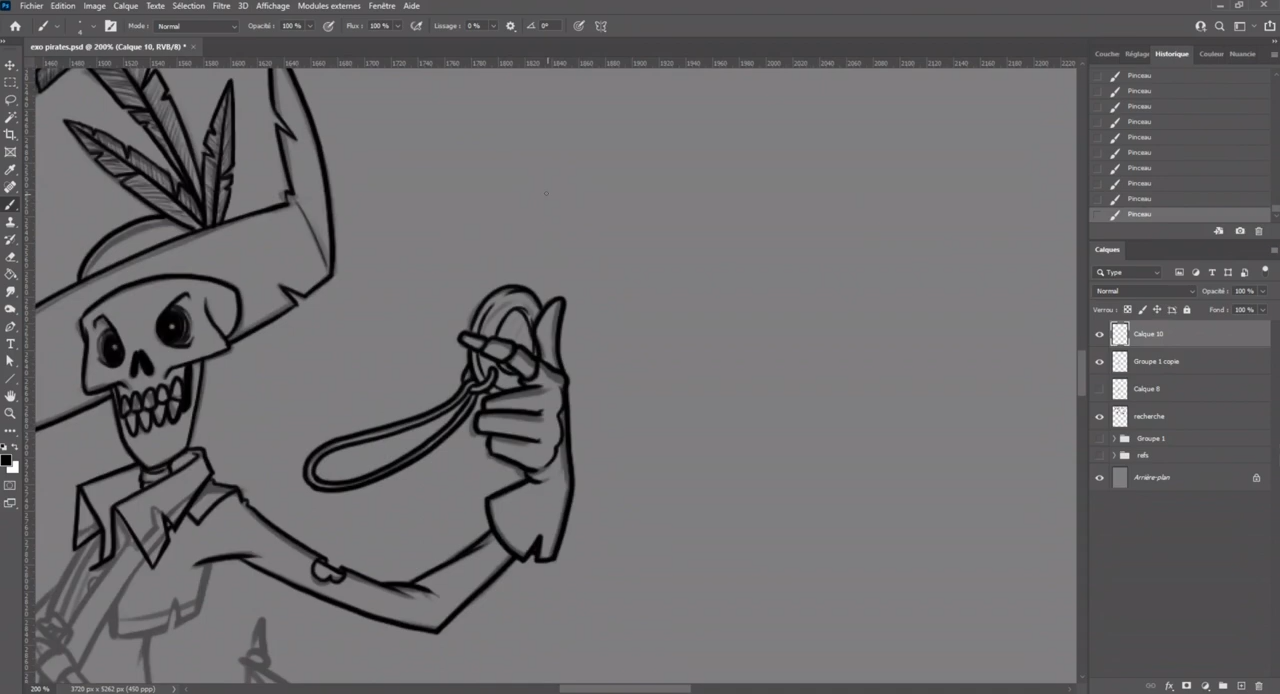 Fichier Edition Image Calque Texte Sélection Filtre 3D Affichage Modules externes Fenêtre Aide
Mode : Normal Opacité : 100 % Flux : 100 % Lissage : 0 % 0°
exo pirates.psd @ 200% (Calque 10, RVB/8) * ×
Couche Réglage Historique Couleur Nuancie
1460 1480 1500 1520 1540 1560 1580 1600 1620 1640 1660 1680 1700 1720 1740 1760 1780 1800 1820 1840 1860 1880 1900 1920 1940 1960 1980 2000 2020 2040 2060 2080 2100 2120 2140 2160 2180 2200 2220
Pinceau
Pinceau
Pinceau
Pinceau
Pinceau
Pinceau
Pinceau
Pinceau
Pinceau
Pinceau
Calques
Type
Normal Opacité : 100 %
Verrou : Fond : 100 %
Calque 10
Groupe 1 copie
Calque 8
recherche
Groupe 1
refs
Arrière-plan
200 % 3720 px x 5262 px (450 ppp)